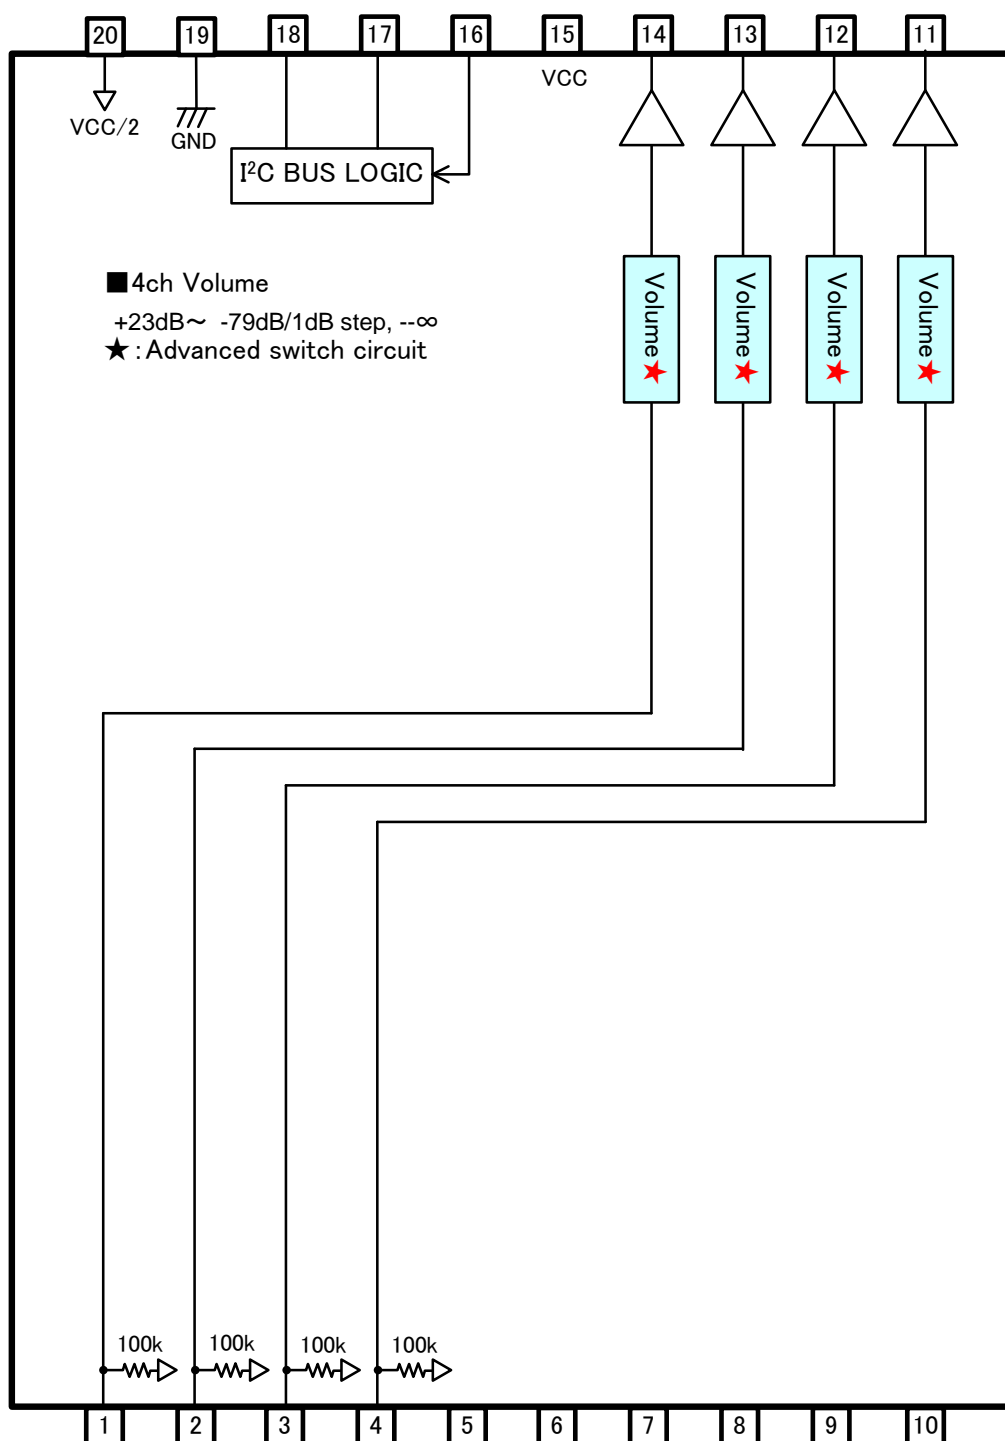 20 19 18 17 16 15 14 13 12 11
VCC
VCC/2
GND
I²C BUS LOGIC
■4ch Volume
+23dB～ -79dB/1dB step, --∞
★:Advanced switch circuit
Volume★ Volume★ Volume★ Volume★
100k 100k 100k 100k
1 2 3 4 5 6 7 8 9 10